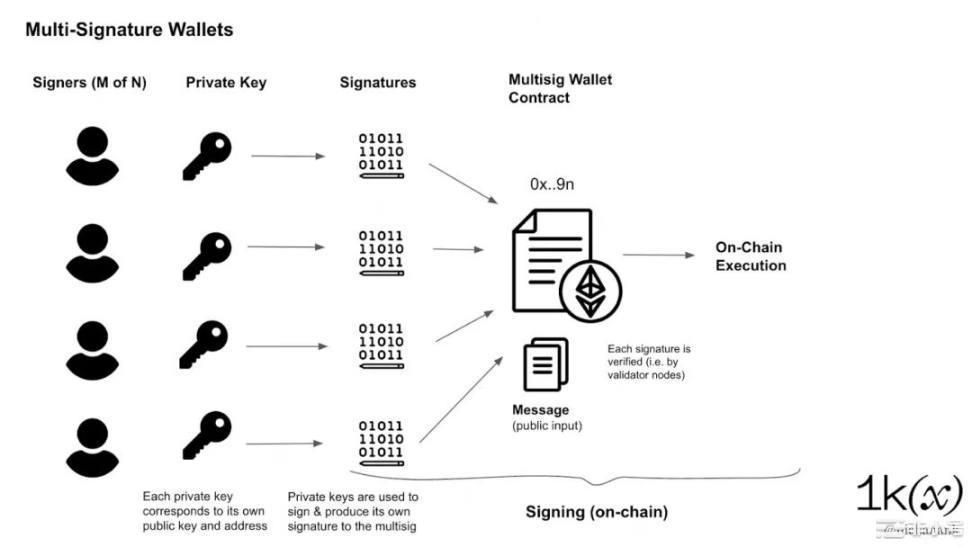 Multi-Signature Wallets
Signers (M of N)
Private Key
Signatures
Multisig Wallet
Contract
01011
11010
01011
0x..9n
01011
11010
01011
On-Chain
Execution
01011
11010
01011
Each signature is
verified (i.e. by
validator nodes)
Message
(public input)
01011
11010
01011
Each private key
corresponds to its own
public key and address
Private keys are used to
sign & produce its own
signature to the multisig
Signing (on-chain)
1k(x)
非小号